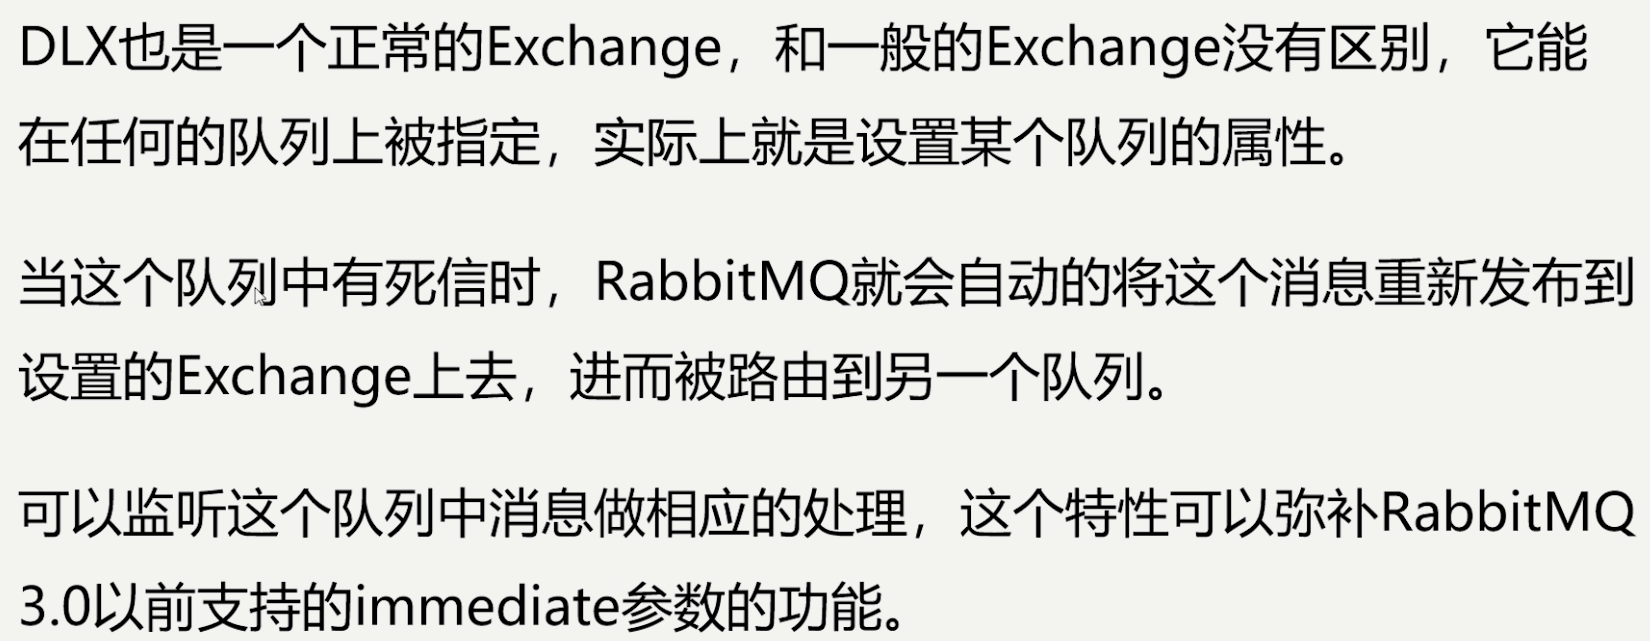 DLX也是一个正常的Exchange，和一般的Exchange没有区别，它能
在任何的队列上被指定，实际上就是设置某个队列的属性。
当这个队列中有死信时，RabbitMQ就会自动的将这个消息重新发布到
设置的Exchange上去，进而被路由到另一个队列。
可以监听这个队列中消息做相应的处理，这个特性可以弥补RabbitMQ
3.0以前支持的immediate参数的功能。